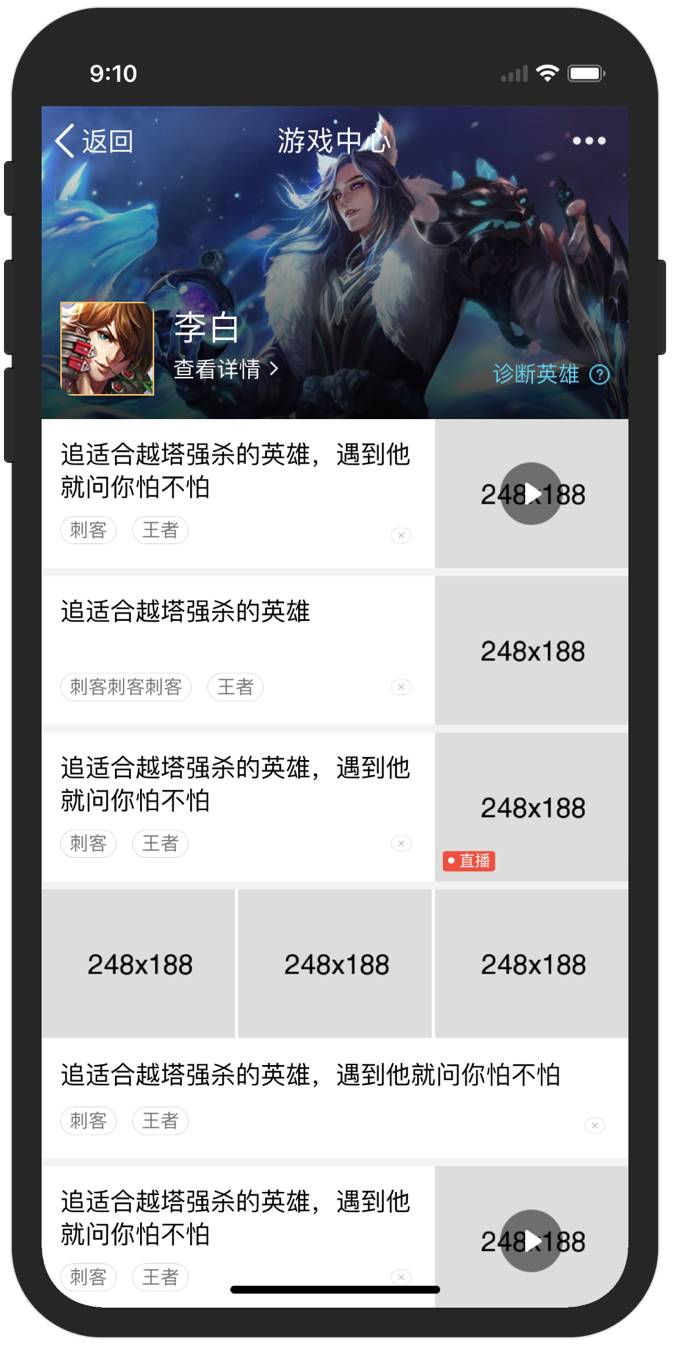 9:10
返回
游戏中心
李白
查看详情
诊断英雄
追适合越塔强杀的英雄，遇到他
就问你怕不怕
刺客
王者
248x188
追适合越塔强杀的英雄
刺客刺客刺客
王者
248x188
追适合越塔强杀的英雄，遇到他
就问你怕不怕
刺客
王者
248x188
直播
248x188
248x188
248x188
追适合越塔强杀的英雄，遇到他就问你怕不怕
刺客
王者
追适合越塔强杀的英雄，遇到他
就问你怕不怕
刺客
王者
248x188